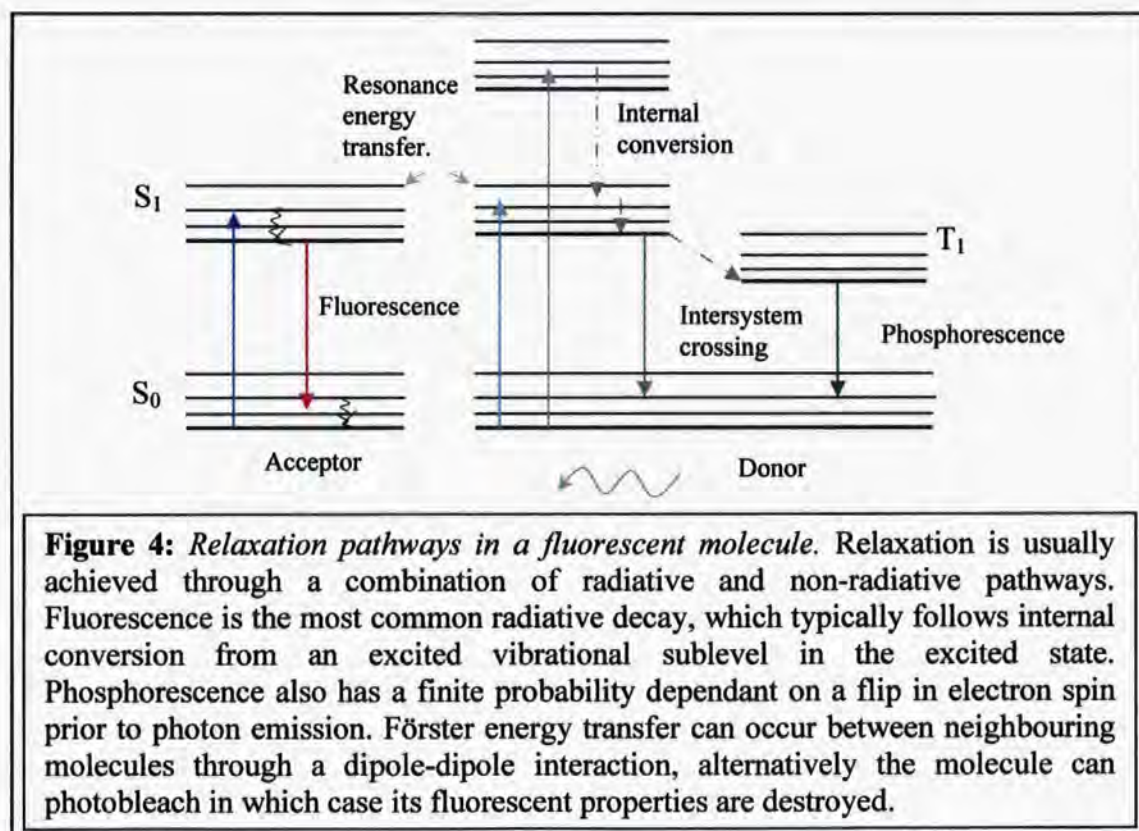 Resonance
energy
transfer.
Internal
conversion
S1
T1
Fluorescence
Intersystem
crossing
Phosphorescence
S0
Acceptor
Donor
Figure 4: Relaxation pathways in a fluorescent molecule. Relaxation is usually
achieved through a combination of radiative and non-radiative pathways.
Fluorescence is the most common radiative decay, which typically follows internal
conversion from an excited vibrational sublevel in the excited state.
Phosphorescence also has a finite probability dependant on a flip in electron spin
prior to photon emission. Förster energy transfer can occur between neighbouring
molecules through a dipole-dipole interaction, alternatively the molecule can
photobleach in which case its fluorescent properties are destroyed.